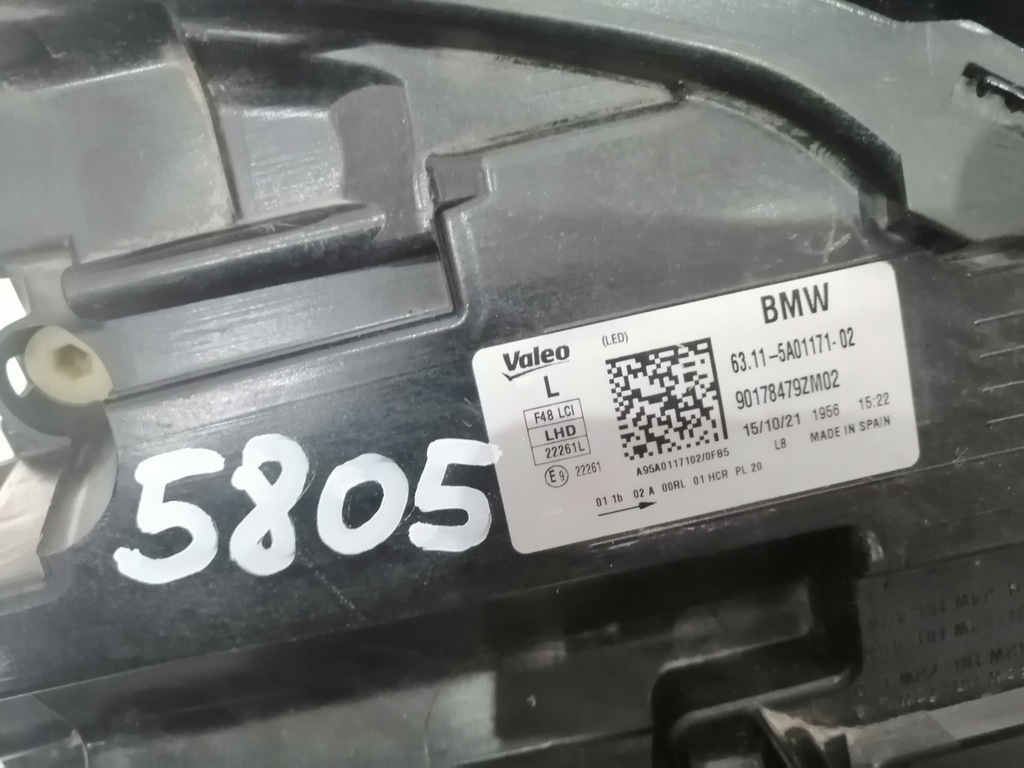 BMW
Valeo
(LED)
L
F48 LCI
LHD
22261L
E9 22261
63.11-5A01171-02
90178479ZM02
15/10/21 1956 15:22
L8 MADE IN SPAIN
A95A0117102/0FB5
01 1b 02 A 00RL 01 HCR PL 20
5805